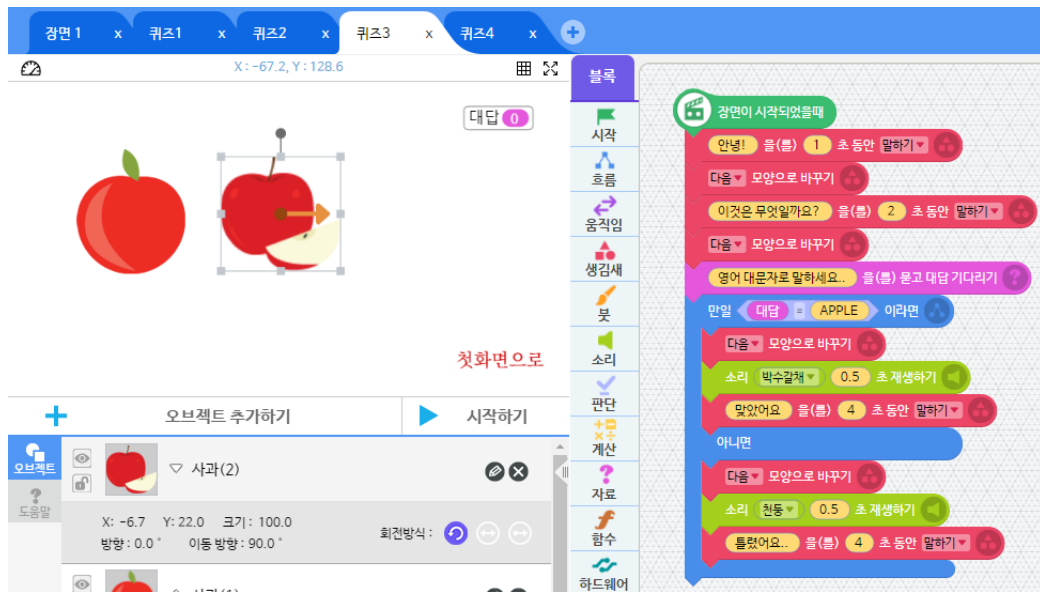 장면 1 x 퀴즈1 x 퀴즈2 x 퀴즈3 x 퀴즈4 x +
X : -67.2, Y : 128.6
대답 0
첫화면으로
+ 오브젝트 추가하기
시작하기
오브젝트
? 도움말
사과(2)
X: -6.7 Y: 22.0 크기 : 100.0
방향 : 0.0 ° 이동 방향 : 90.0 °
회전방식 :
사과(1)
블록
시작
흐름
움직임
생김새
붓
소리
판단
계산
? 자료
함수
하드웨어
장면이 시작되었을때
안녕! 을(를) 1 초 동안 말하기▼
다음▼ 모양으로 바꾸기
이것은 무엇일까요? 을(를) 2 초 동안 말하기▼
다음▼ 모양으로 바꾸기
영어 대문자로 말하세요.. 을(를) 묻고 대답 기다리기 ?
만일 대답 = APPLE 이라면
다음▼ 모양으로 바꾸기
소리 박수갈채▼ 0.5 초 재생하기
맞았어요 을(를) 4 초 동안 말하기▼
아니면
다음▼ 모양으로 바꾸기
소리 천둥▼ 0.5 초 재생하기
틀렸어요.. 을(를) 4 초 동안 말하기▼